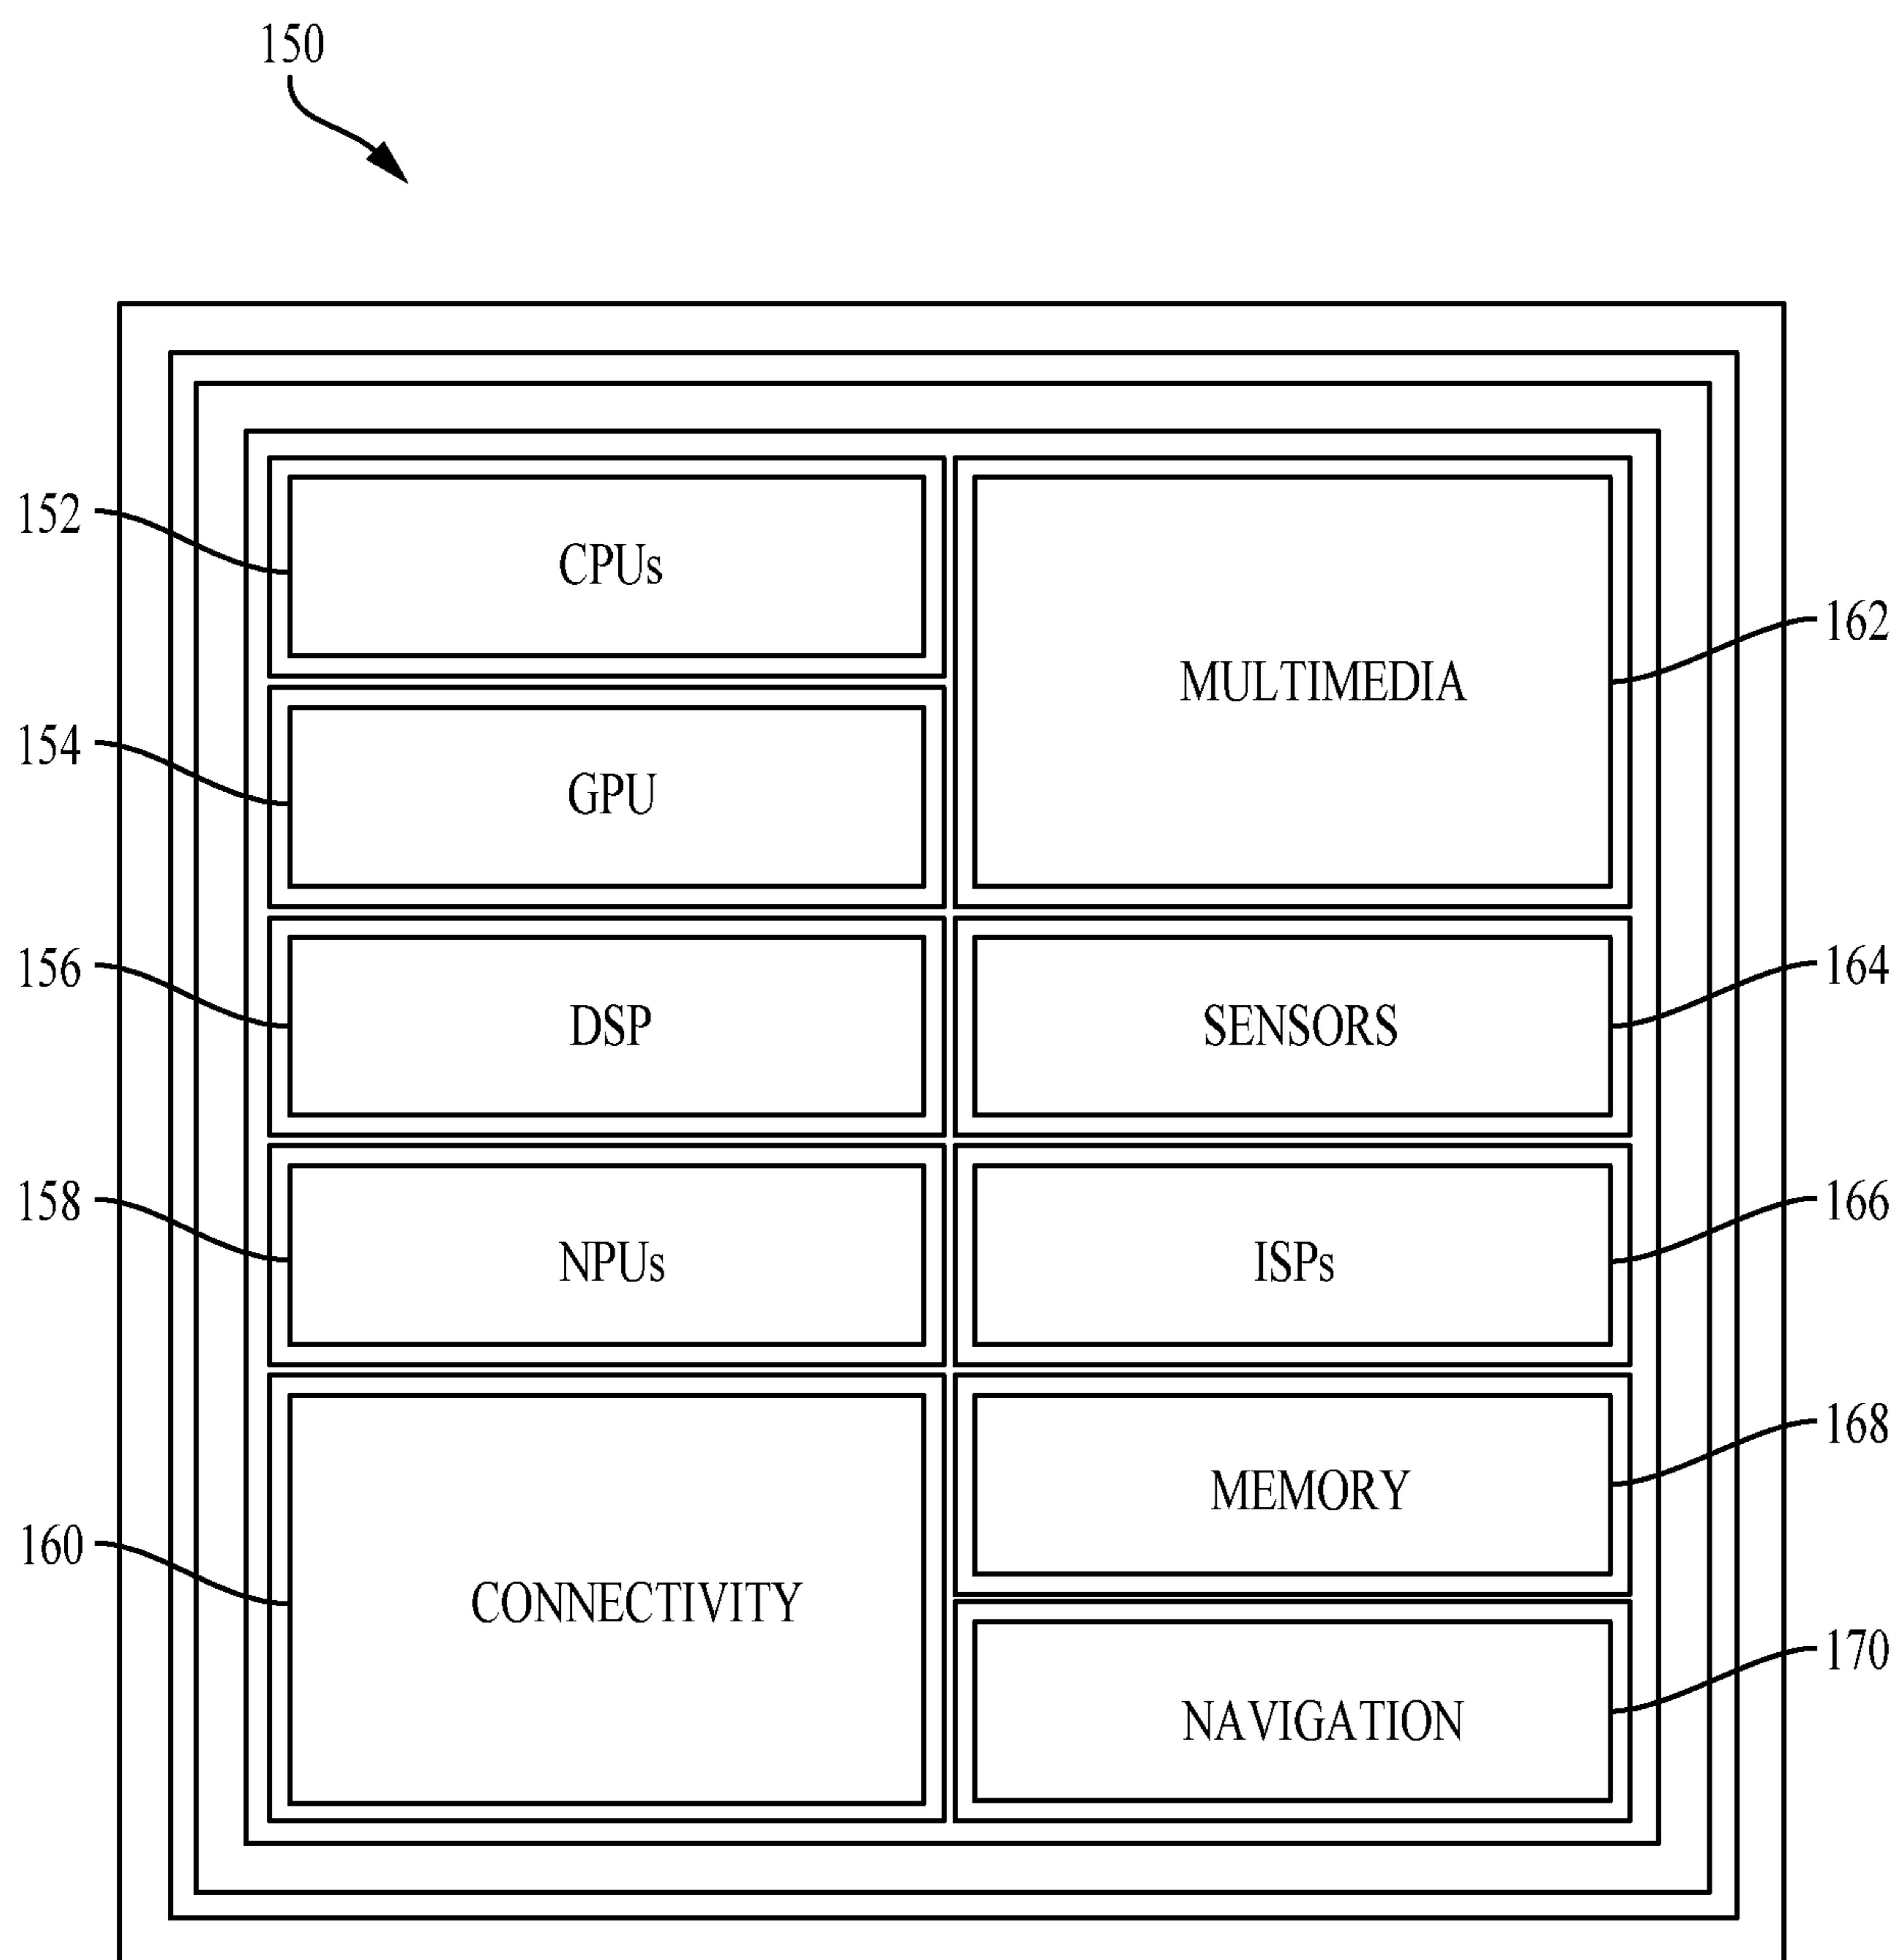 150
152
CPUs
162
MULTIMEDIA
154
GPU
156
DSP
164
SENSORS
158
NPUs
166
ISPs
168
MEMORY
160
CONNECTIVITY
170
NAVIGATION